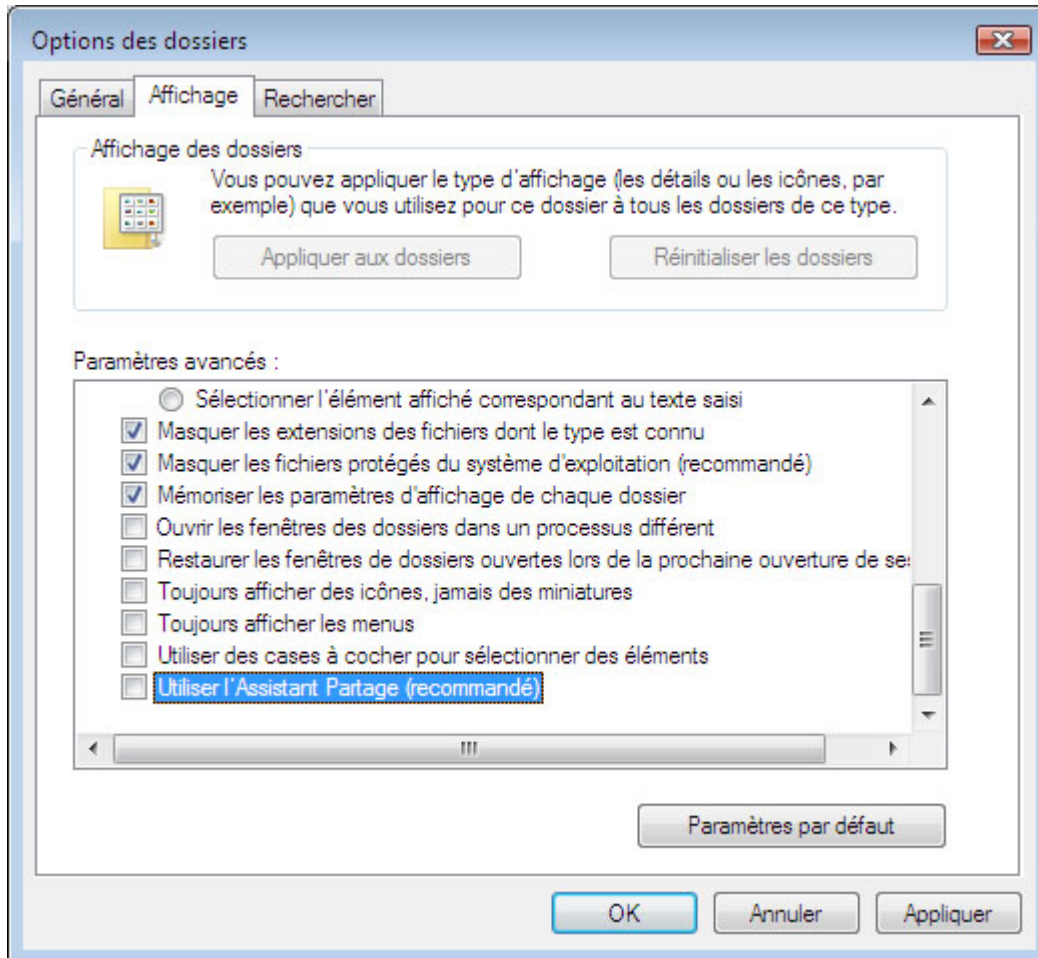 Options des dossiers
Général
Affichage
Rechercher
Affichage des dossiers
Vous pouvez appliquer le type d'affichage (les détails ou les icônes, par
exemple) que vous utilisez pour ce dossier à tous les dossiers de ce type.
Appliquer aux dossiers
Réinitialiser les dossiers
Paramètres avancés :
Sélectionner l'élément affiché correspondant au texte saisi
Masquer les extensions des fichiers dont le type est connu
Masquer les fichiers protégés du système d'exploitation (recommandé)
Mémoriser les paramètres d'affichage de chaque dossier
Ouvrir les fenêtres des dossiers dans un processus différent
Restaurer les fenêtres de dossiers ouvertes lors de la prochaine ouverture de ses
Toujours afficher des icônes, jamais des miniatures
Toujours afficher les menus
Utiliser des cases à cocher pour sélectionner des éléments
Utiliser l'Assistant Partage (recommandé)
Paramètres par défaut
OK
Annuler
Appliquer